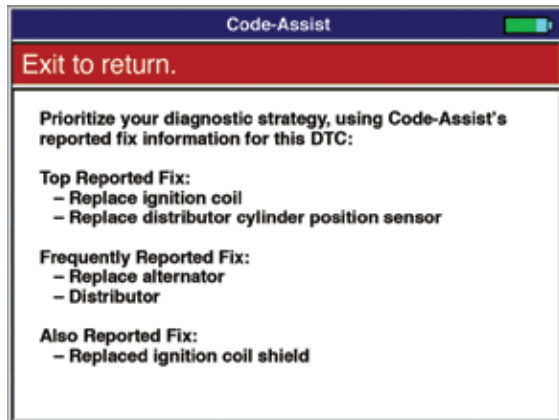 Code-Assist
Exit to return.
Prioritize your diagnostic strategy, using Code-Assist's
reported fix information for this DTC:
Top Reported Fix:
– Replace ignition coil
– Replace distributor cylinder position sensor
Frequently Reported Fix:
– Replace alternator
– Distributor
Also Reported Fix:
– Replaced ignition coil shield